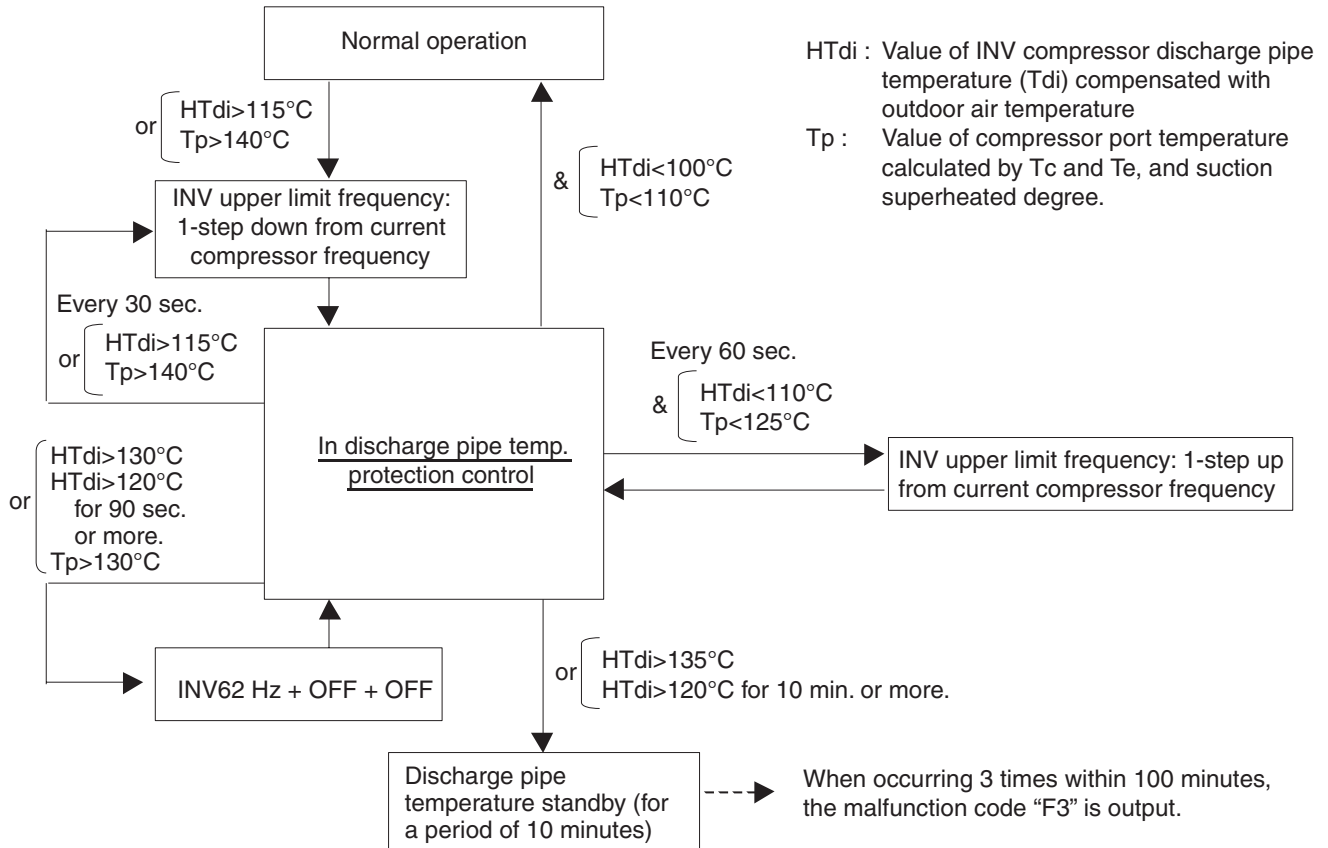 Normal operation
HTdi : Value of INV compressor discharge pipe
temperature (Tdi) compensated with
outdoor air temperature
Tp : Value of compressor port temperature
calculated by Tc and Te, and suction
superheated degree.
or
HTdi>115°C
Tp>140°C
&
HTdi<100°C
Tp<110°C
INV upper limit frequency:
1-step down from current
compressor frequency
Every 30 sec.
or
HTdi>115°C
Tp>140°C
Every 60 sec.
&
HTdi<110°C
Tp<125°C
In discharge pipe temp.
protection control
INV upper limit frequency: 1-step up
from current compressor frequency
or
HTdi>130°C
HTdi>120°C
for 90 sec.
or more.
Tp>130°C
INV62 Hz + OFF + OFF
or
HTdi>135°C
HTdi>120°C for 10 min. or more.
Discharge pipe
temperature standby (for
a period of 10 minutes)
When occurring 3 times within 100 minutes,
the malfunction code “F3” is output.